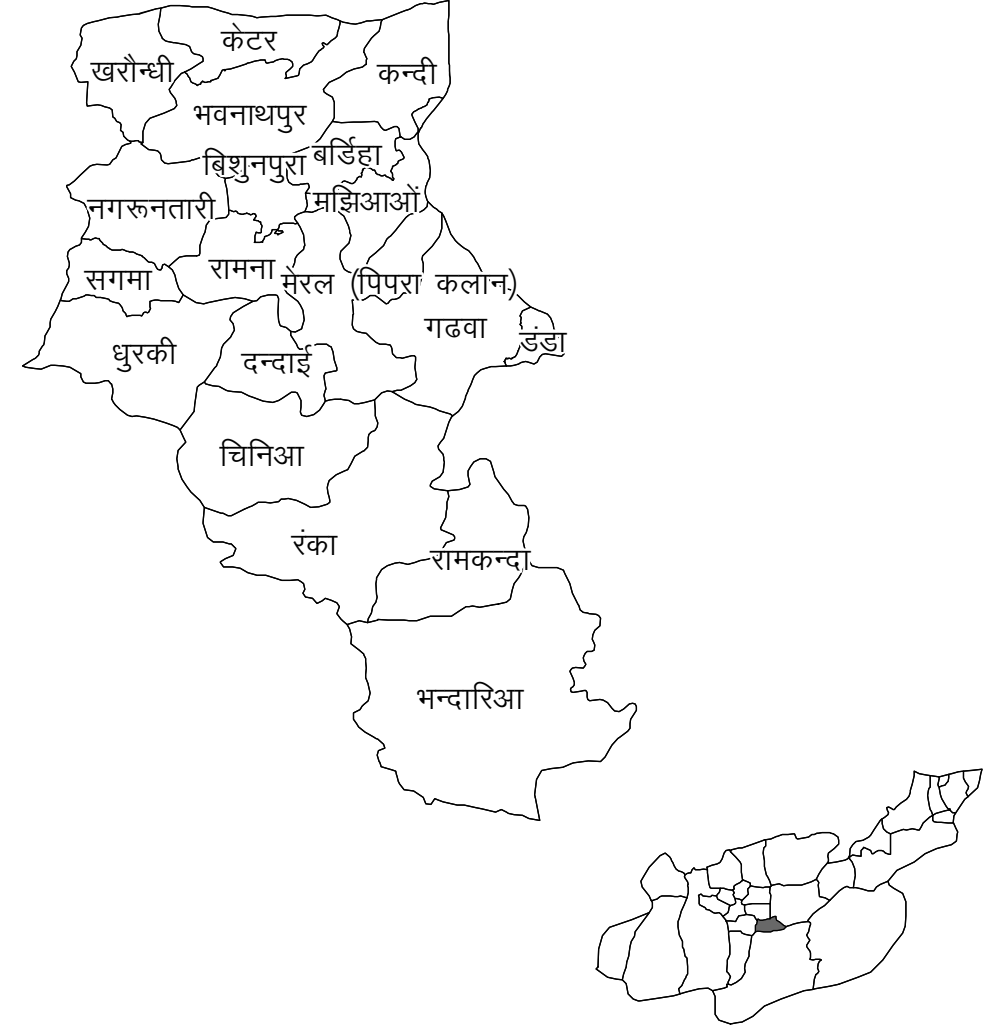 केटर
खरौन्धी
कन्दी
भवनाथपुर
बर्डिहा
बिशुनपुरा
मझिआओं
नगरूनतारी
रामना
सगमा
मेरल (पिपरा कलान)
गढवा
डंडा
धुरकी
दन्दाई
चिनिआ
रंका
रामकन्दा
भन्दारिआ